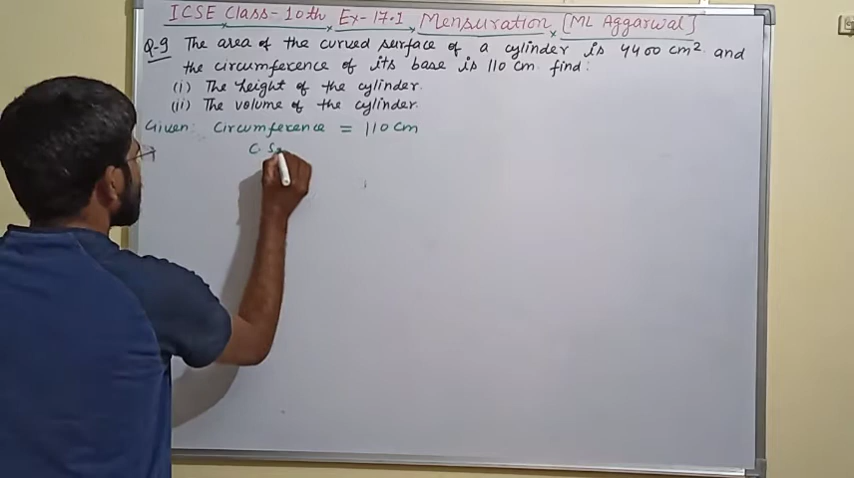 ICSE Class-10th, Ex-17.1, Mensuration [ML Aggarwal]
Q-9 The area of the curved surface of a cylinder is 4400 cm² and
the circumference of its base is 110 cm. find:
(i) The height of the cylinder.
(ii) The volume of the cylinder.
Given: Circumference = 110 cm
C. S